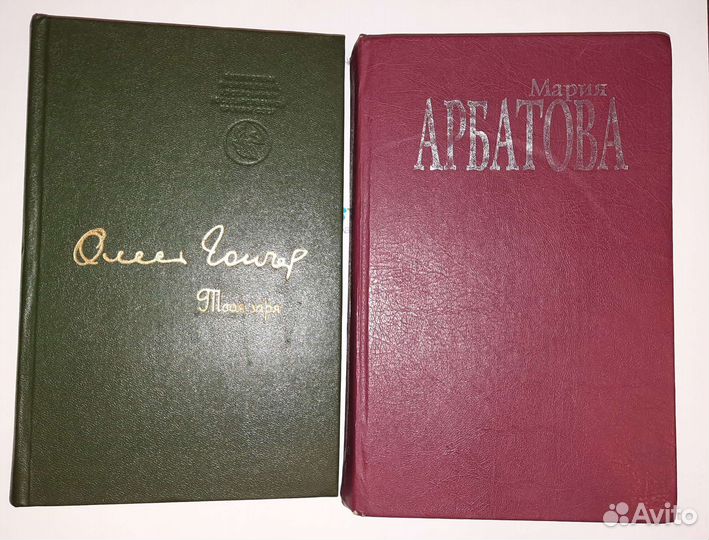 Олесь Гончар
Твоя заря
Мария
АРБАТОВА
Avito